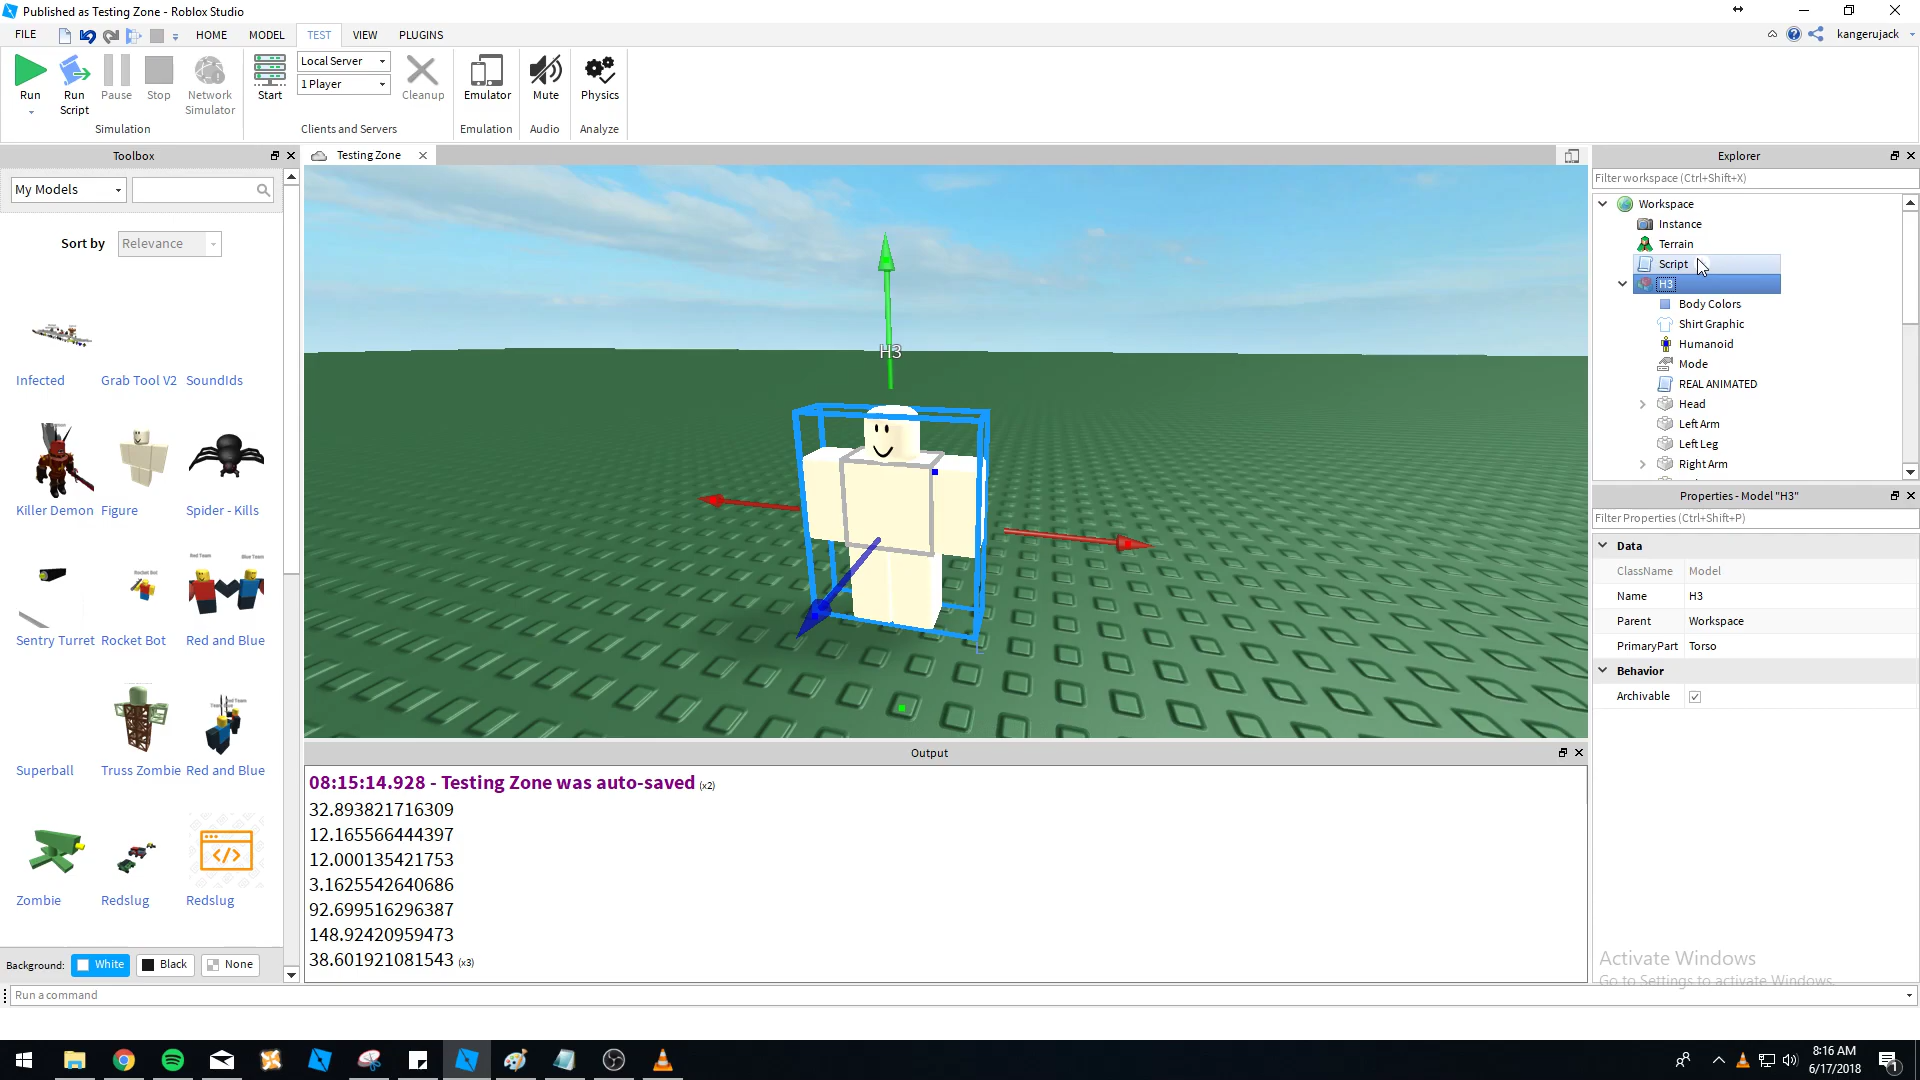 Published as Testing Zone - Roblox Studio
FILE
HOME
MODEL
TEST
VIEW
PLUGINS
kangerujack
Run
Run
Script
Pause
Stop
Network
Simulator
Simulation
Start
Local Server
1 Player
Cleanup
Clients and Servers
Emulator
Emulation
Mute
Audio
Physics
Analyze
Toolbox
My Models
Sort by
Relevance
Infected
Grab Tool V2
SoundIds
Killer Demon
Figure
Spider - Kills
Sentry Turret
Rocket Bot
Red and Blue
Superball
Truss Zombie
Red and Blue
Zombie
Redslug
Redslug
Background:
White
Black
None
Testing Zone
H3
Output
08:15:14.928 - Testing Zone was auto-saved (x2)
32.893821716309
12.165566444397
12.000135421753
3.1625542640686
92.699516296387
148.92420959473
38.601921081543 (x3)
Explorer
Filter workspace (Ctrl+Shift+X)
Workspace
Instance
Terrain
Script
H3
Body Colors
Shirt Graphic
Humanoid
Mode
REAL ANIMATED
Head
Left Arm
Left Leg
Right Arm
Properties - Model "H3"
Filter Properties (Ctrl+Shift+P)
Data
ClassName Model
Name H3
Parent Workspace
PrimaryPart Torso
Behavior
Archivable
Activate Windows
Go to Settings to activate Windows.
Run a command
8:16 AM
6/17/2018
1